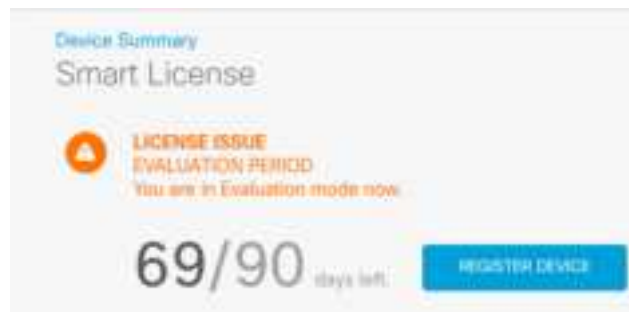 Device Summary
Smart License
LICENSE ISSUE
EVALUATION PERIOD
You are in Evaluation mode now.
69/90 days left.
REGISTER DEVICE